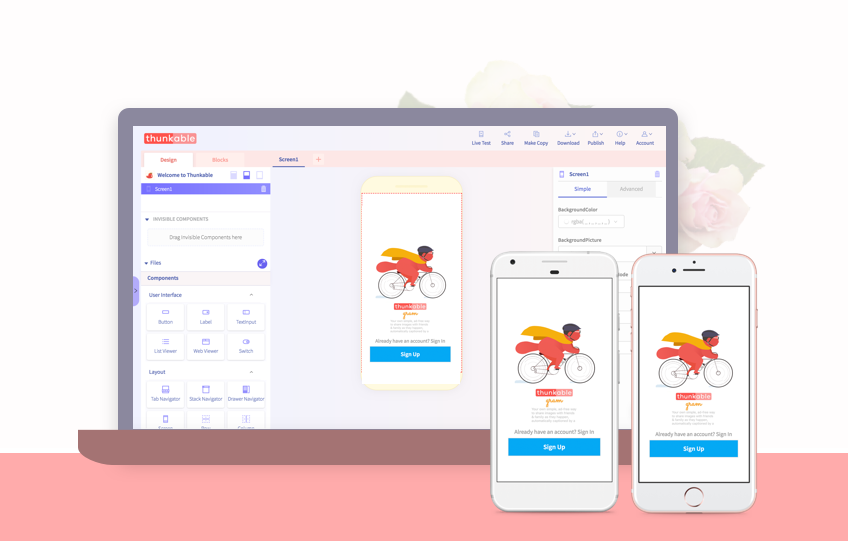 thunkable
Live Test
Share
Make Copy
Download
Publish
Help
Account
Design
Blocks
Screen1
+
Welcome to Thunkable
Screen1
INVISIBLE COMPONENTS
Drag Invisible Components here
Files
Components
User Interface
Button
Label
TextInput
List Viewer
Web Viewer
Switch
Layout
Tab Navigator
Stack Navigator
Drawer Navigator
thunkable
gram
Already have an account? Sign In
Sign Up
Screen1
Simple
Advanced
BackgroundColor
BackgroundPicture
thunkable
gram
Already have an account? Sign In
Sign Up
thunkable
gram
Already have an account? Sign In
Sign Up